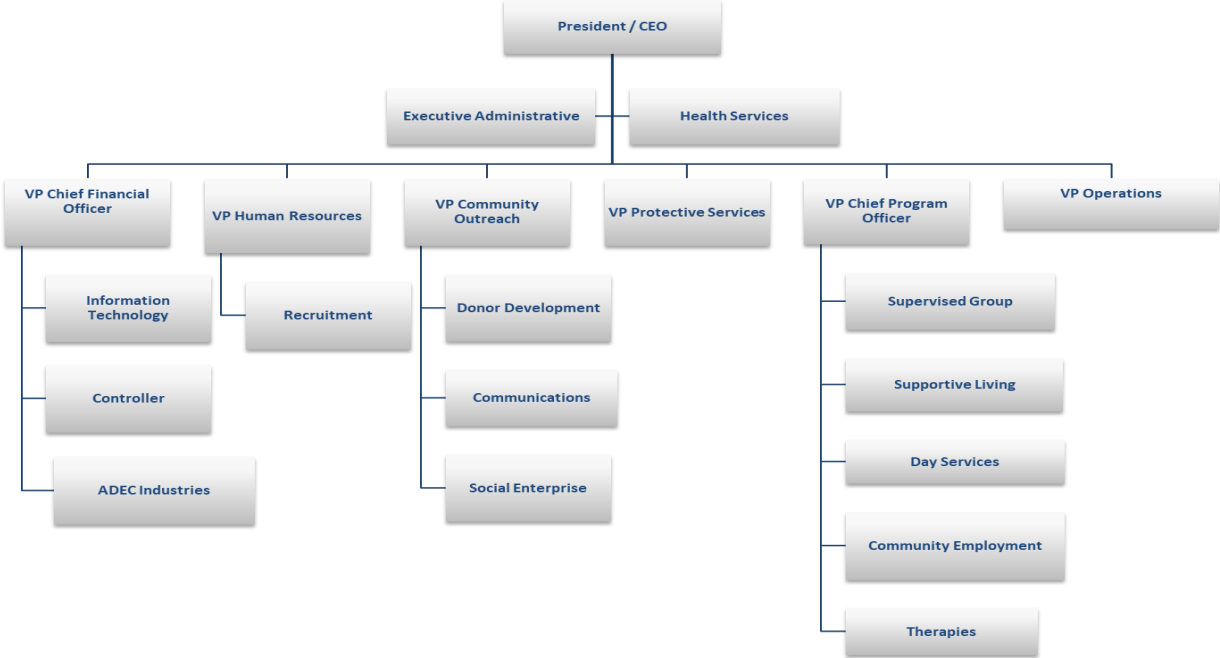 President / CEO
Executive Administrative
Health Services
VP Chief Financial
Officer
VP Human Resources
VP Community
Outreach
VP Protective Services
VP Chief Program
Officer
VP Operations
Information
Technology
Controller
ADEC Industries
Recruitment
Donor Development
Communications
Social Enterprise
Supervised Group
Supportive Living
Day Services
Community Employment
Therapies